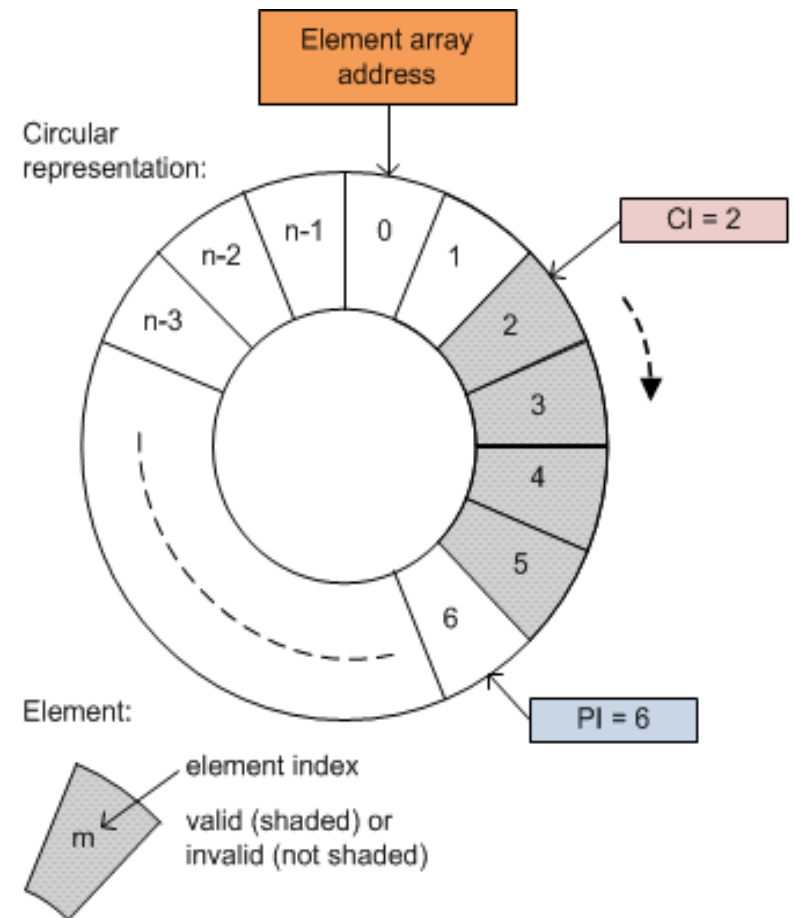 Element array
address
Circular
representation:
CI = 2
n-3
n-2
n-1
0
1
2
3
4
5
6
PI = 6
Element:
element index
m
valid (shaded) or
invalid (not shaded)